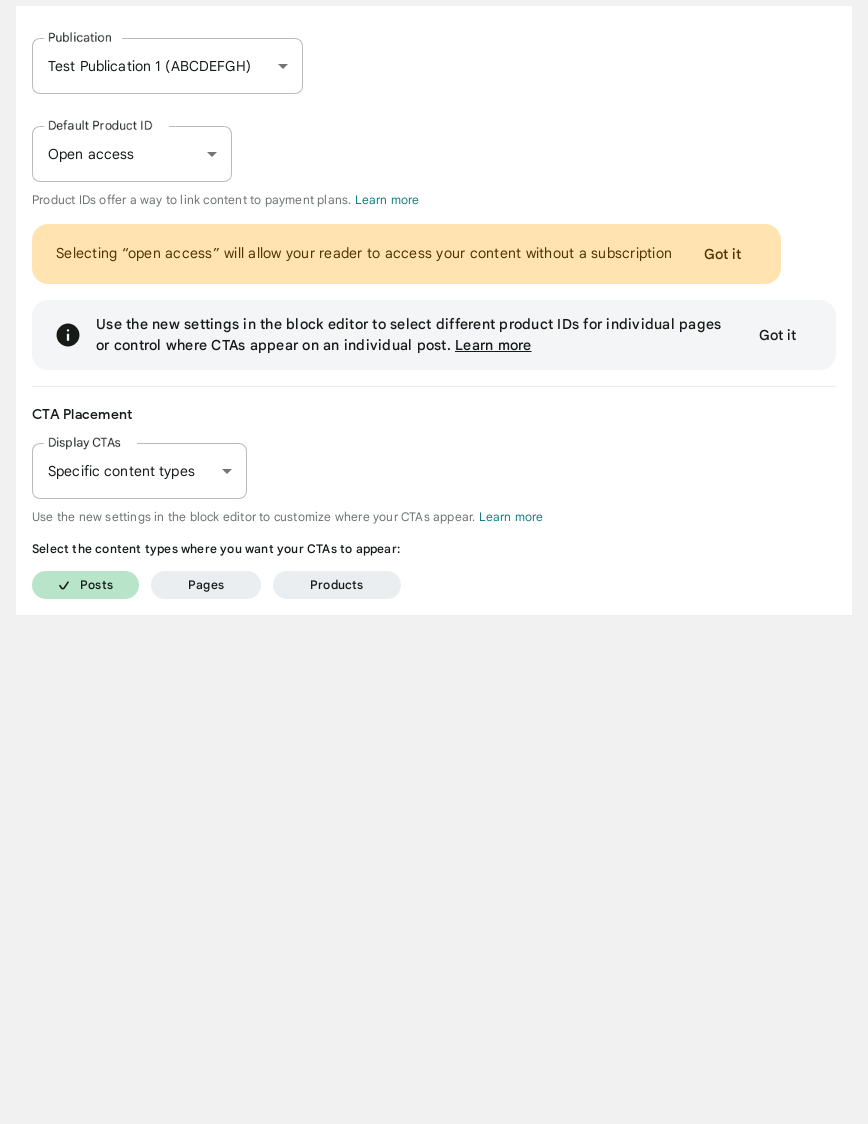 Publication
Test Publication 1 (ABCDEFGH)
Default Product ID
Open access
Product IDs offer a way to link content to payment plans. Learn more
Selecting “open access” will allow your reader to access your content without a subscription
Got it
Use the new settings in the block editor to select different product IDs for individual pages
or control where CTAs appear on an individual post. Learn more
Got it
CTA Placement
Display CTAs
Specific content types
Use the new settings in the block editor to customize where your CTAs appear. Learn more
Select the content types where you want your CTAs to appear:
Posts Pages Products